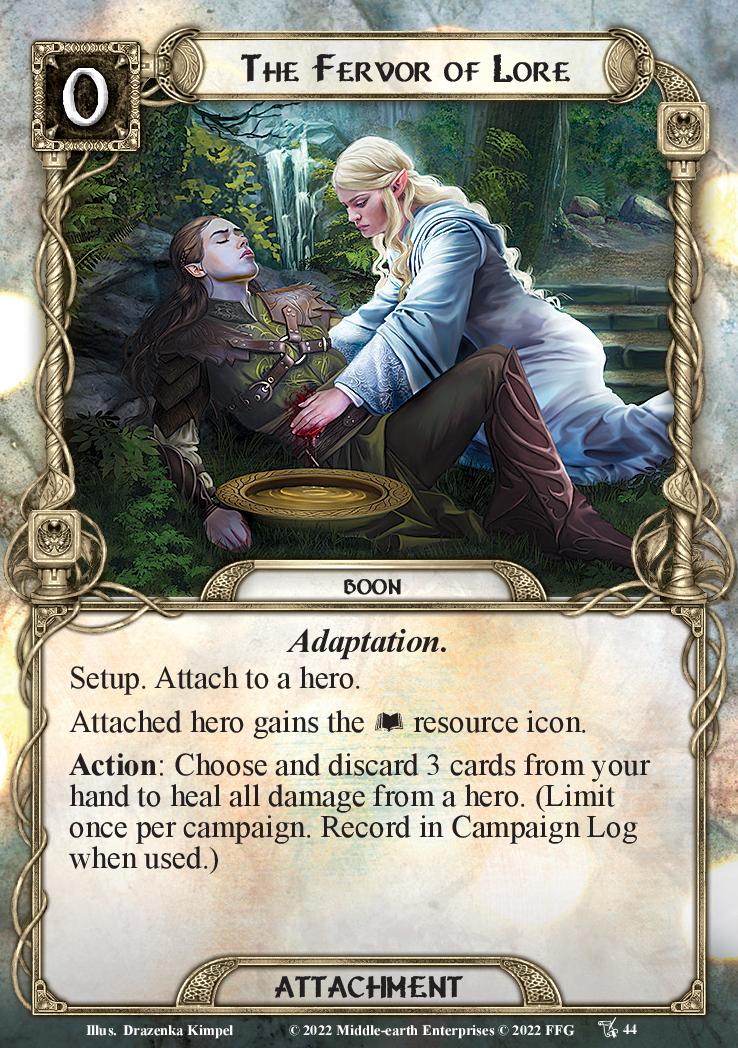 0
THE FERVOR OF LORE
BOON
Adaptation.
Setup. Attach to a hero.
Attached hero gains the resource icon.
Action: Choose and discard 3 cards from your
hand to heal all damage from a hero. (Limit
once per campaign. Record in Campaign Log
when used.)
ATTACHMENT
Illus. Drazenka Kimpel © 2022 Middle-earth Enterprises © 2022 FFG 44